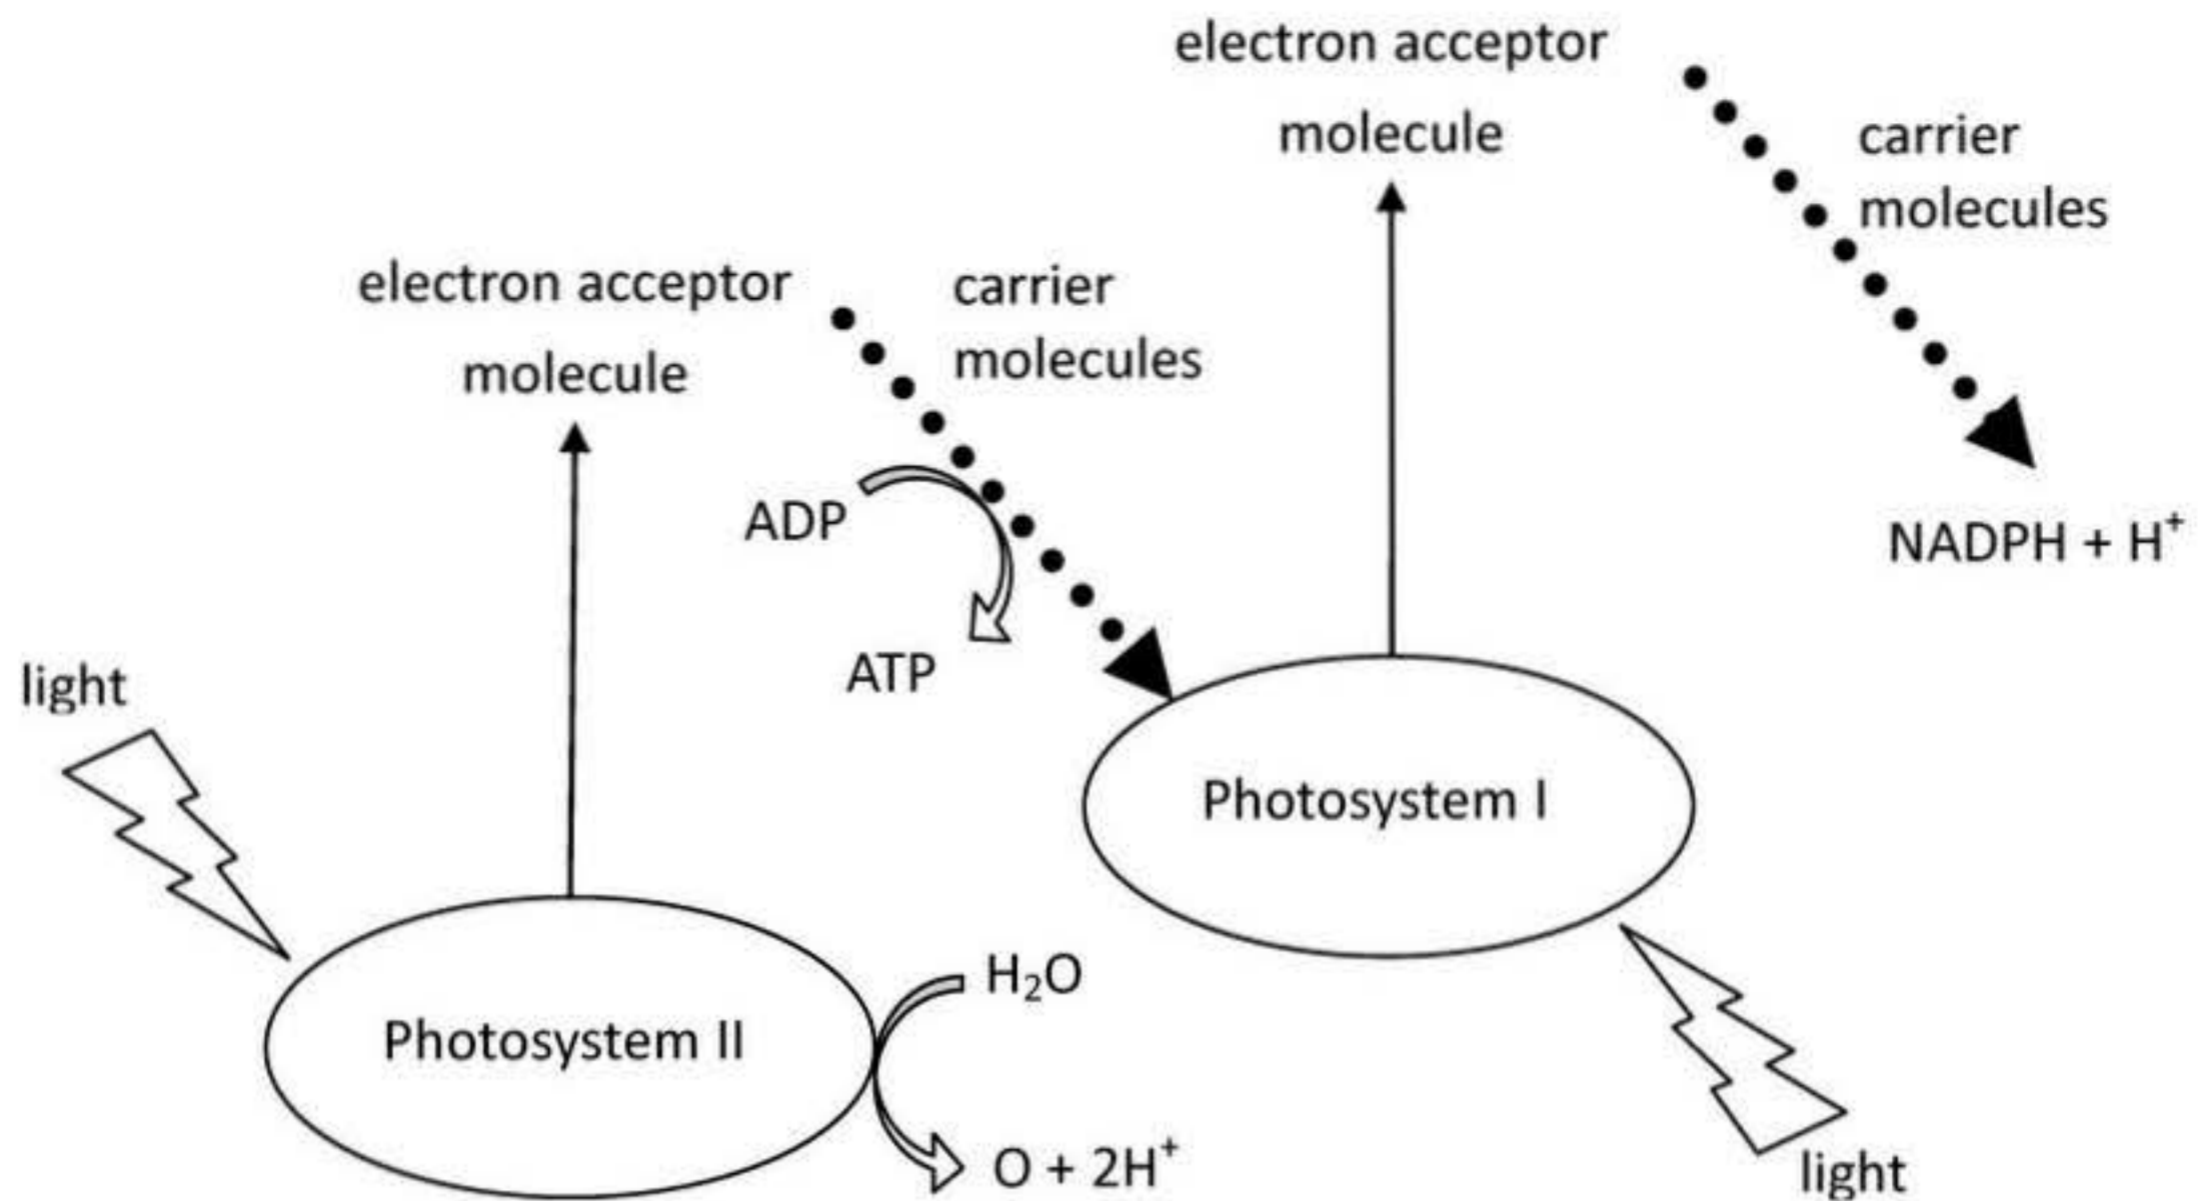 electron acceptor
molecule
carrier
molecules
electron acceptor
molecule
carrier
molecules
ADP
ATP
NADPH + H⁺
light
Photosystem I
Photosystem II
H₂O
O + 2H⁺
light